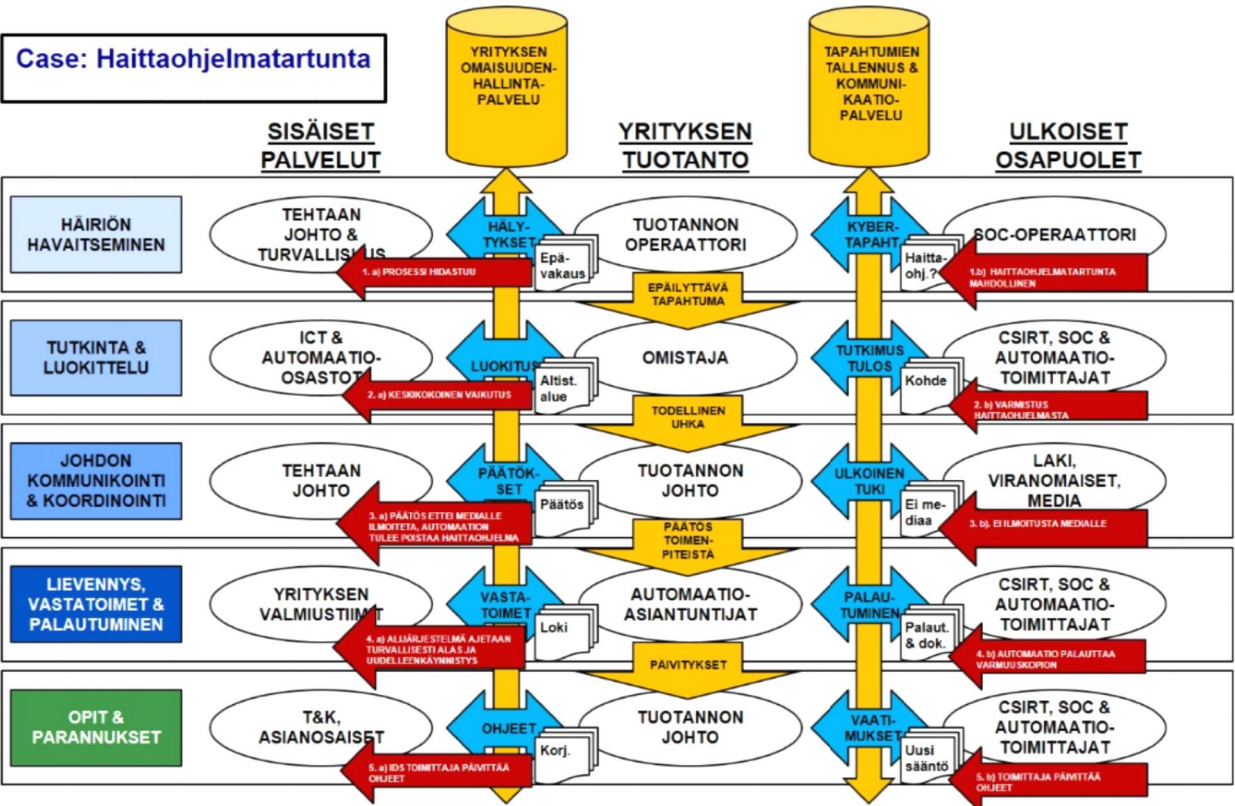 Case: Haittaohjelmatartunta
YRITYKSEN
OMAISUUDEN-
HALLINTA-
PALVELU
TAPAHTUMIEN
TALLENNUS &
KOMMUNI-
KAATIO-
PALVELU
SISÄISET
PALVELUT
YRITYKSEN
TUOTANTO
ULKOISET
OSAPUOLET
HÄIRIÖN
HAVAITSEMINEN
TEHTAAN
JOHTO &
TURVALLISUUS
HÄLY-
TYKSET
Epä-
vakaus
1. a) PROSESSI HIDASTUU
TUOTANNON
OPERAATTORI
KYBER-
TAPAHT
Haitta-
ohj.?
SOC-OPERAATTORI
1.b) HAITTAOHJELMATARTUNTA
MAHDOLLINEN
EPÄILYTTÄVÄ
TAPAHTUMA
TUTKINTA &
LUOKITTELU
ICT &
AUTOMAATIO-
OSASTOT
LUOKITUS
Altist.
alue
2. a) KESKIKOKOINEN VAIKUTUS
OMISTAJA
TUTKIMUS
TULOS
Kohde
CSIRT, SOC &
AUTOMAATIO-
TOIMITTAJAT
2. b) VARMISTUS
HAITTAOHJELMASTA
TODELLINEN
UHKA
JOHDON
KOMMUNIKOINTI
& KOORDINOINTI
TEHTAAN
JOHTO
PÄÄTÖK-
SET
Päätös
3. a) PÄÄTÖS ETTEI MEDIALLE
ILMOITETA, AUTOMAATION
TULEE POISTAA HAITTAOHJELMA
TUOTANNON
JOHTO
ULKOINEN
TUKI
Ei me-
diaa
LAKI,
VIRANOMAISET,
MEDIA
3. b). EI ILMOITUSTA MEDIALLE
PÄÄTÖS
TOIMEN-
PITEISTÄ
LIEVENNYS,
VASTATOIMET &
PALAUTUMINEN
YRITYKSEN
VALMIUSTIIMIT
VASTA-
TOIMET
Loki
4. a) ALIJÄRJESTELMÄ AJETAAN
TURVALLISESTI ALAS JA
UUDELLEENKÄYNNISTYS
AUTOMAATIO-
ASIANTUNTIJAT
PALAU-
TUMINEN
Palaut.
& dok.
CSIRT, SOC &
AUTOMAATIO-
TOIMITTAJAT
4. b) AUTOMAATIO PALAUTTAA
VARMUUSKOPION
PÄIVITYKSET
OPIT &
PARANNUKSET
T&K,
ASIANOSAISET
OHJEET
Korj.
5. a) IDS TOIMITTAJA PÄIVITTÄÄ
OHJEET
TUOTANNON
JOHTO
VAATI-
MUKSET
Uusi
sääntö
CSIRT, SOC &
AUTOMAATIO-
TOIMITTAJAT
5. b) TOIMITTAJA PÄIVITTÄÄ
OHJEET